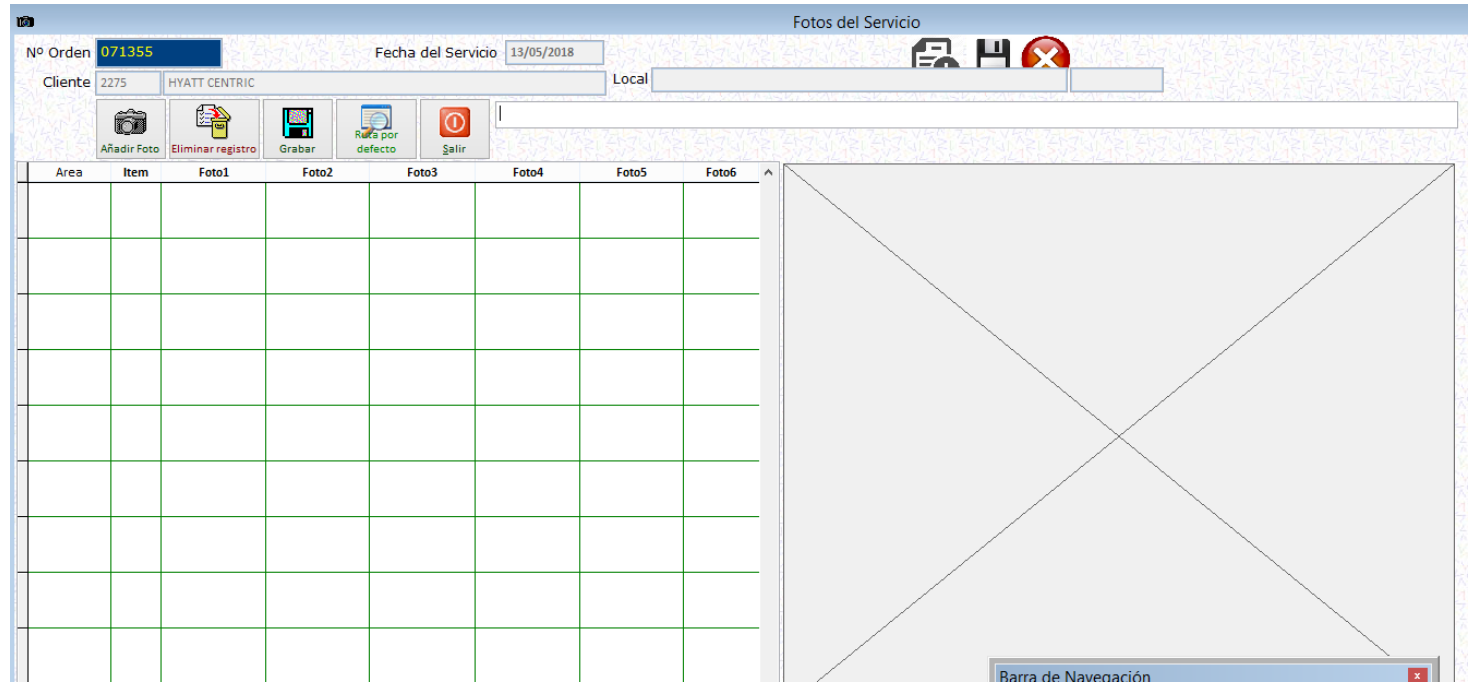 Fotos del Servicio
Nº Orden 071355 Fecha del Servicio 13/05/2018
Cliente 2275 HYATT CENTRIC Local
Añadir Foto Eliminar registro Grabar Ruta por defecto Salir
Area Item Foto1 Foto2 Foto3 Foto4 Foto5 Foto6
Barra de Navegación